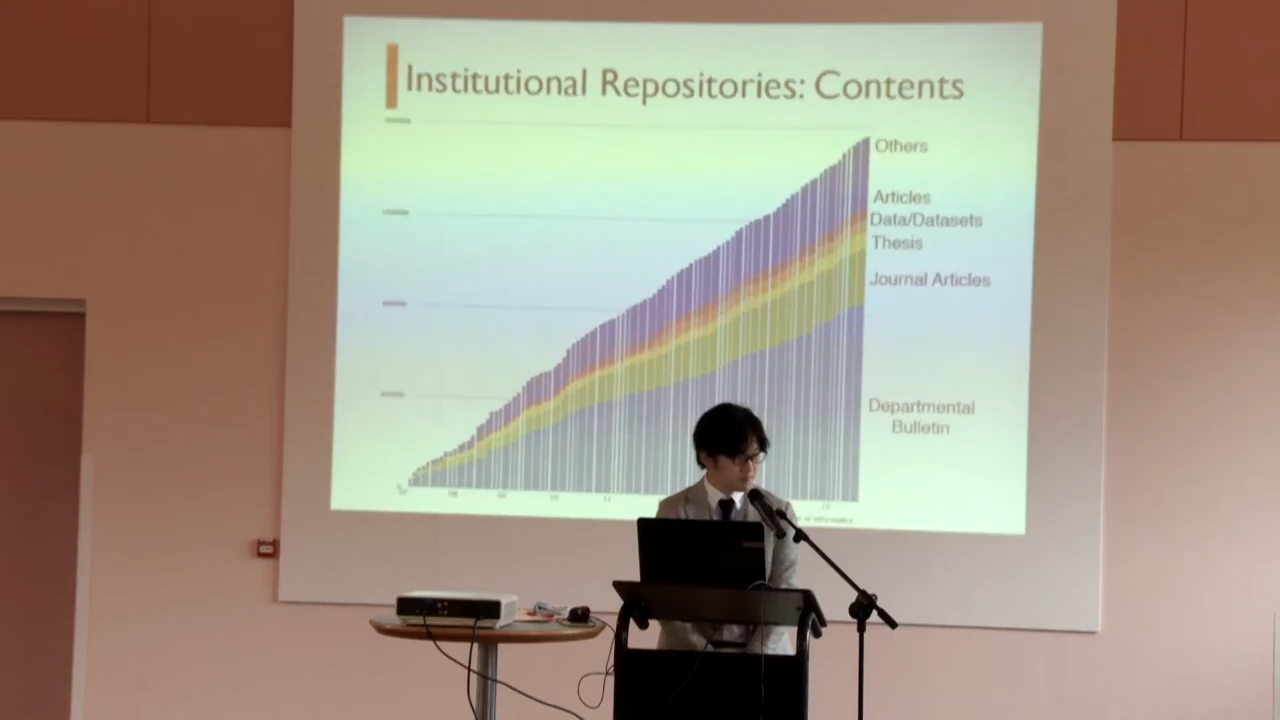 Institutional Repositories: Contents
Others
Articles
Data/Datasets
Thesis
Journal Articles
Departmental
Bulletin